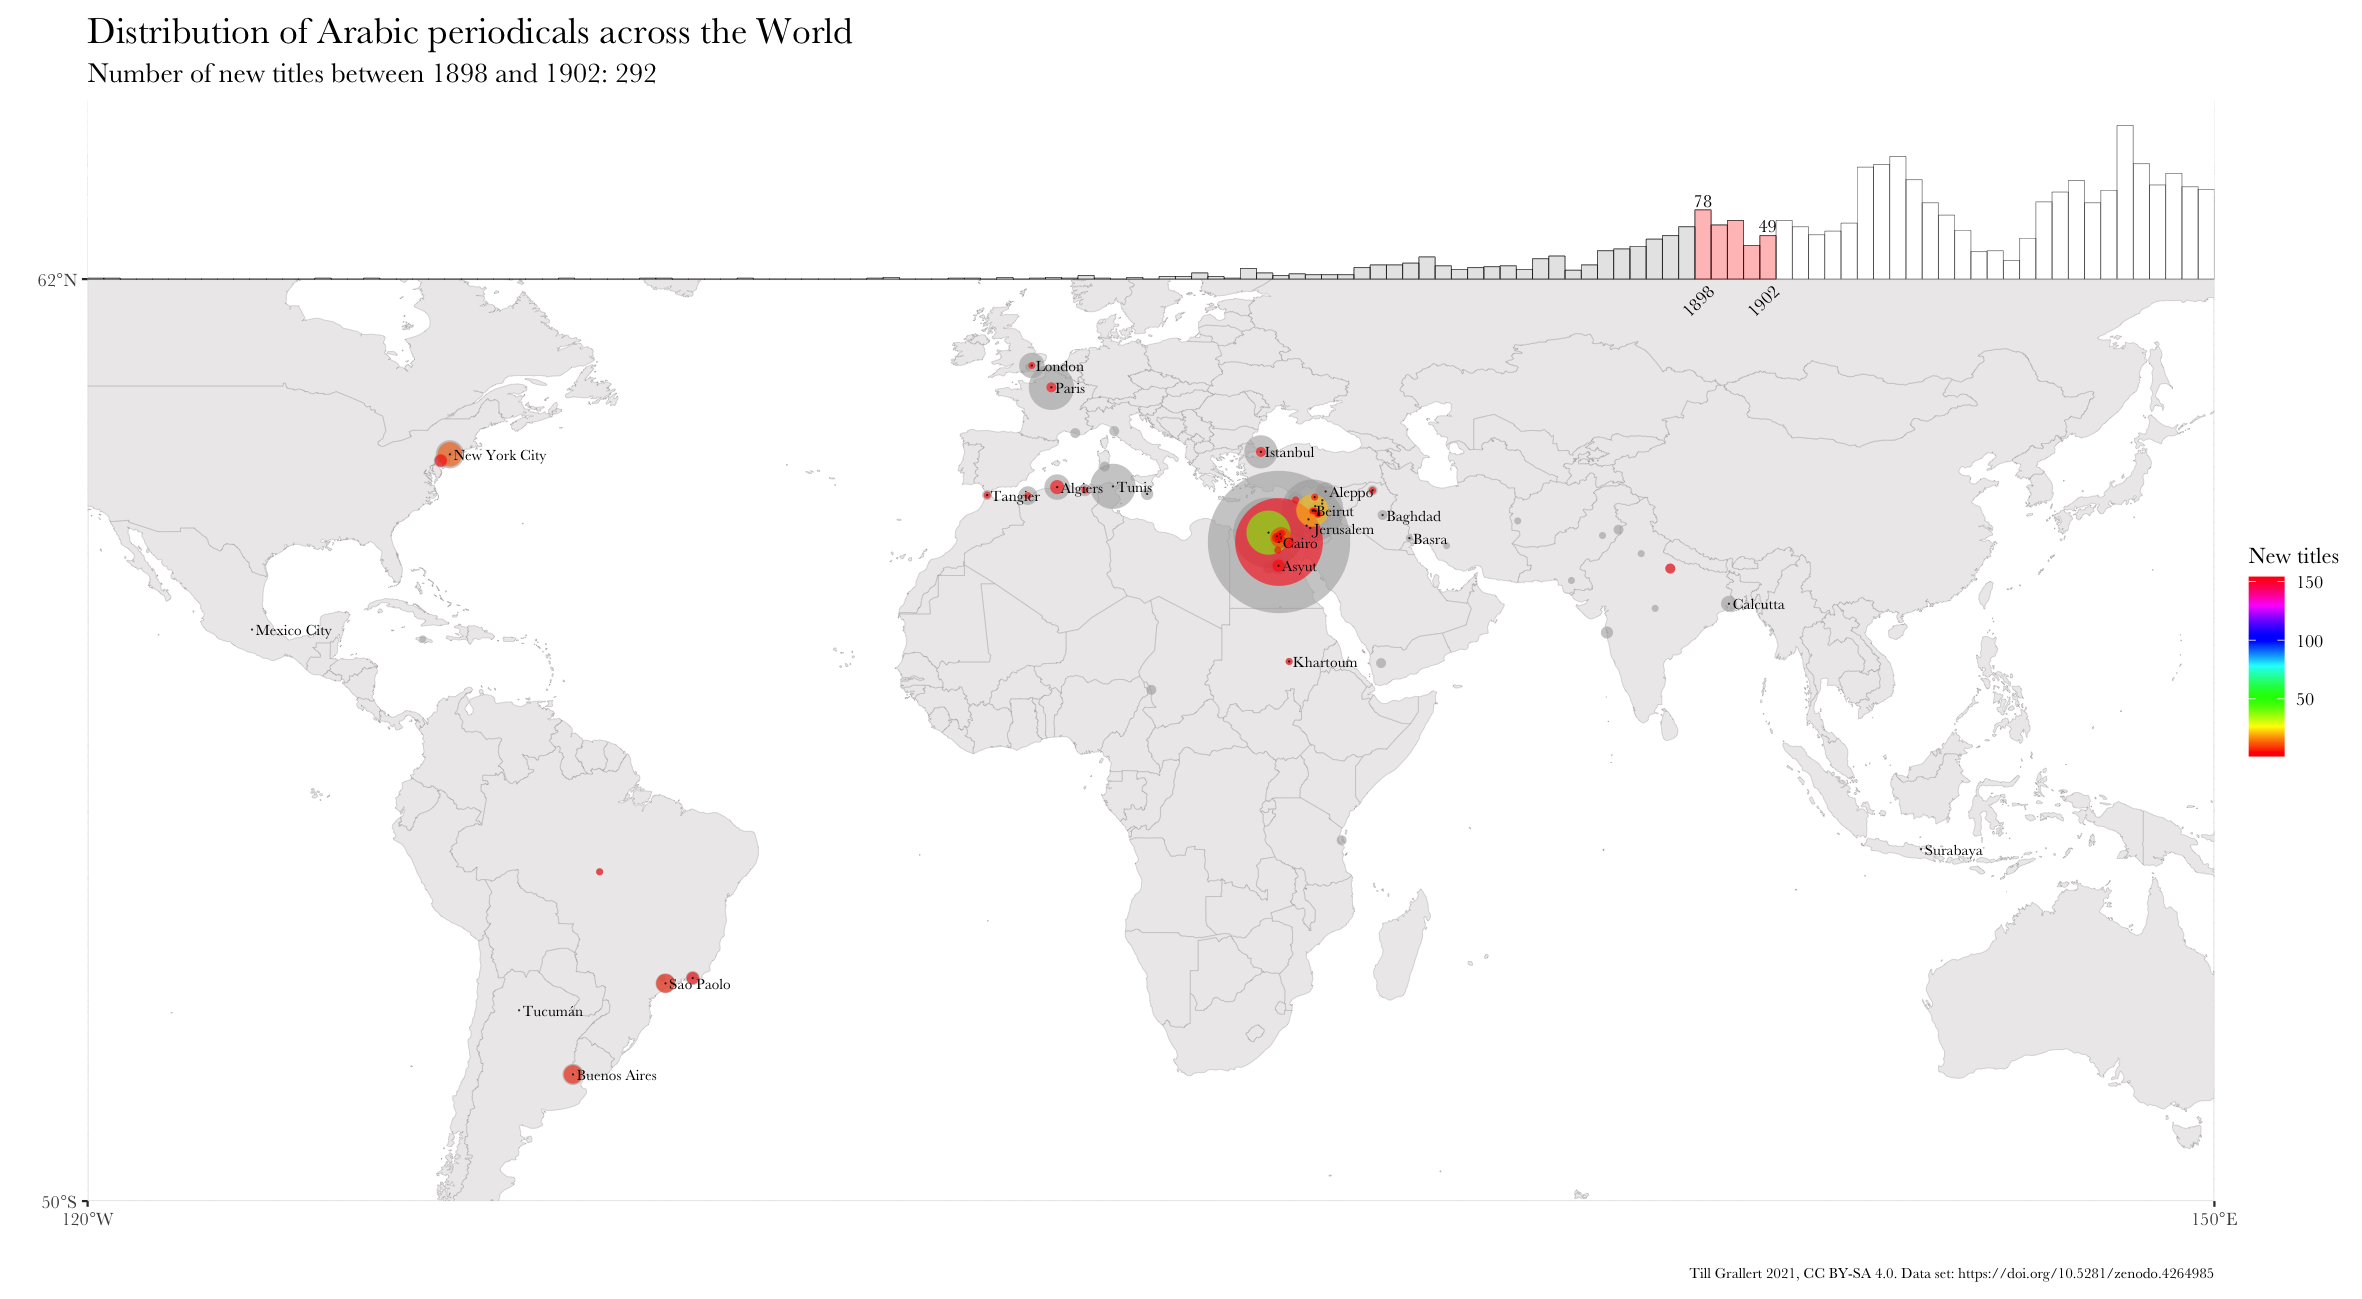 Distribution of Arabic periodicals across the World
Number of new titles between 1898 and 1902: 292
78
49
62°N
1898
1902
London
Paris
New York City
Istanbul
Tangier
Algiers
Tunis
Aleppo
Beirut
Baghdad
Jerusalem
Basra
Cairo
Asyut
New titles
150
100
50
Calcutta
Mexico City
Khartoum
Surabaya
Sao Paolo
Tucumán
Buenos Aires
50°S
120°W
150°E
Till Grallert 2021, CC BY-SA 4.0. Data set: https://doi.org/10.5281/zenodo.4264985